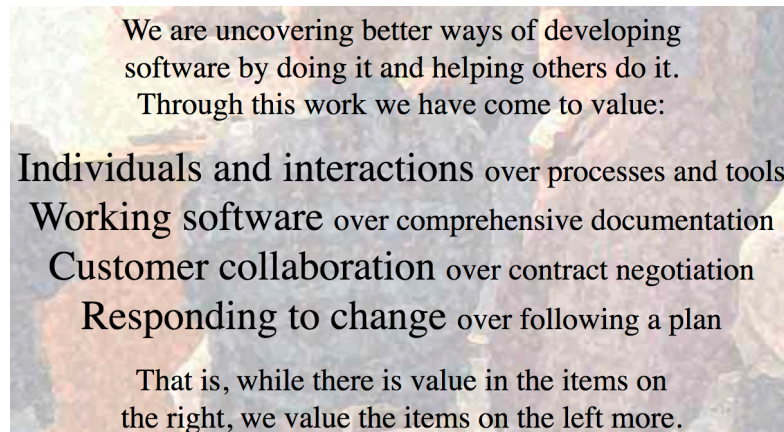 We are uncovering better ways of developing
software by doing it and helping others do it.
Through this work we have come to value:
Individuals and interactions over processes and tools
Working software over comprehensive documentation
Customer collaboration over contract negotiation
Responding to change over following a plan
That is, while there is value in the items on
the right, we value the items on the left more.